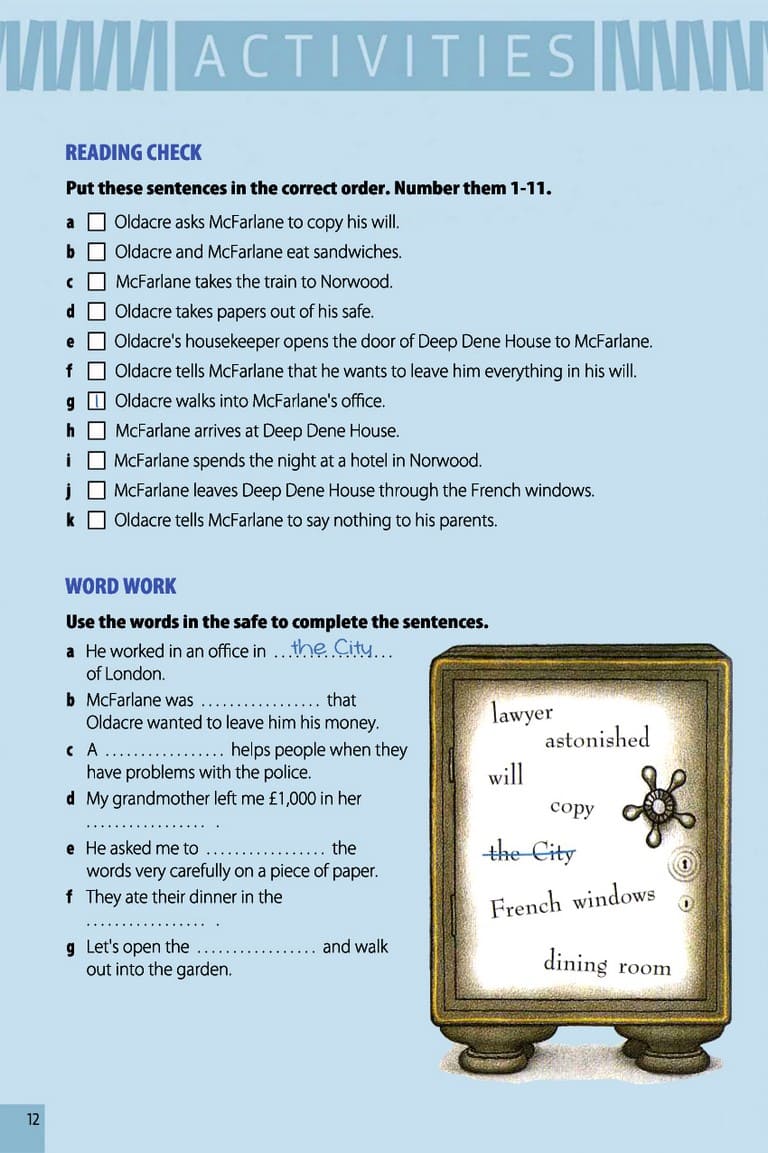 ACTIVITIES
READING CHECK
Put these sentences in the correct order. Number them 1-11.
a Oldacre asks McFarlane to copy his will.
b Oldacre and McFarlane eat sandwiches.
c McFarlane takes the train to Norwood.
d Oldacre takes papers out of his safe.
e Oldacre's housekeeper opens the door of Deep Dene House to McFarlane.
f Oldacre tells McFarlane that he wants to leave him everything in his will.
g 1 Oldacre walks into McFarlane's office.
h McFarlane arrives at Deep Dene House.
i McFarlane spends the night at a hotel in Norwood.
j McFarlane leaves Deep Dene House through the French windows.
k Oldacre tells McFarlane to say nothing to his parents.
WORD WORK
Use the words in the safe to complete the sentences.
a He worked in an office in ...the City...
of London.
b McFarlane was ................. that
Oldacre wanted to leave him his money.
c A ................. helps people when they
have problems with the police.
d My grandmother left me £1,000 in her
................. .
e He asked me to ................. the
words very carefully on a piece of paper.
f They ate their dinner in the
................. .
g Let's open the ................. and walk
out into the garden.
lawyer
astonished
will
copy
the City
French windows
dining room
12